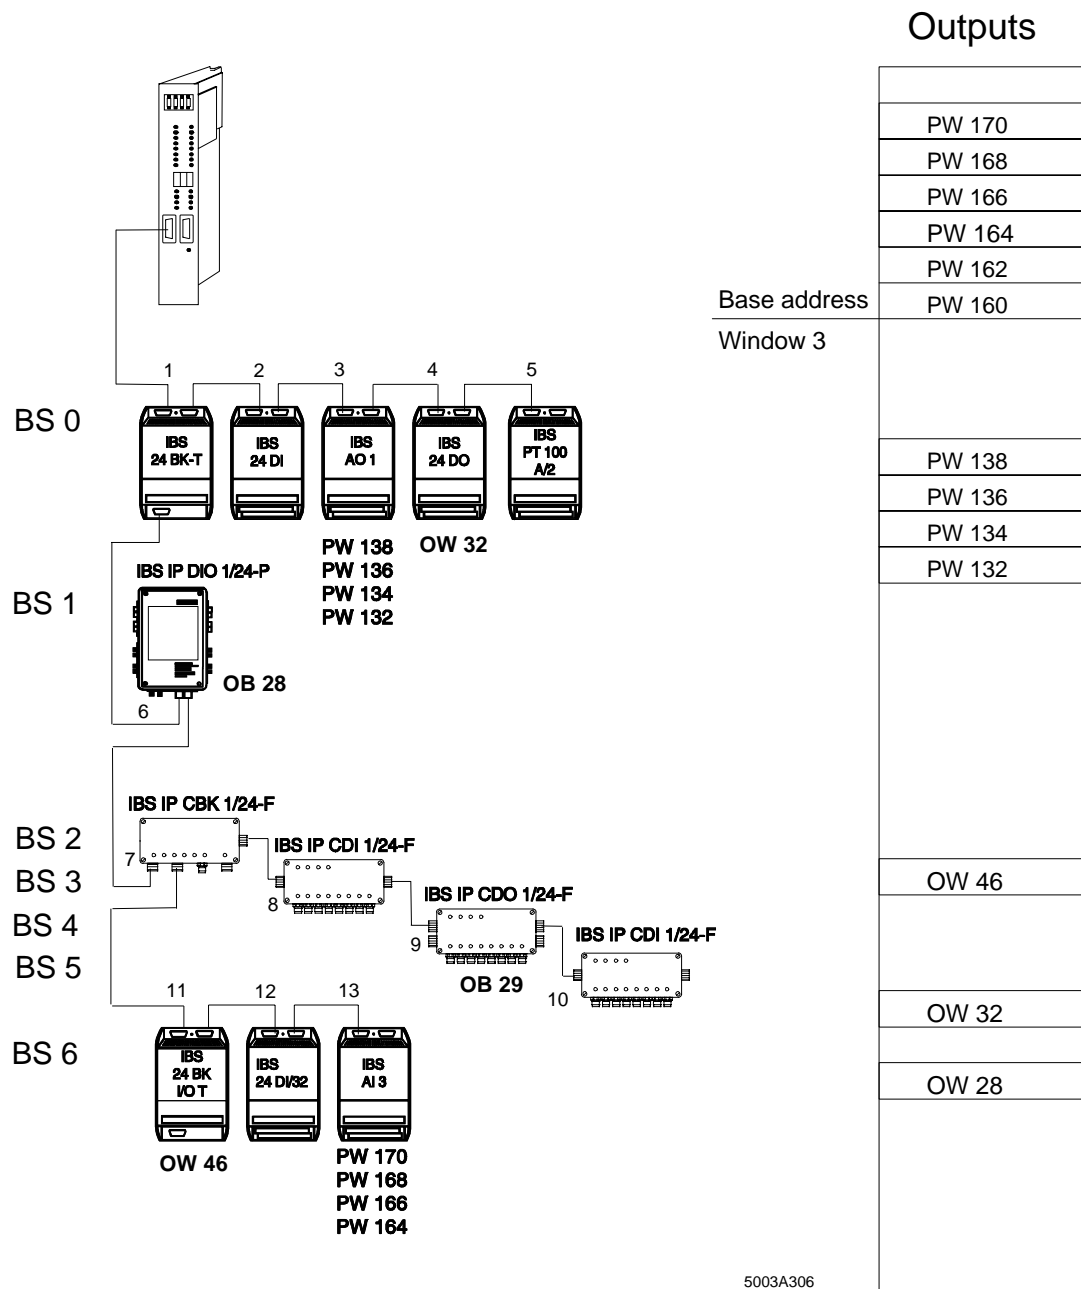 Outputs
PW 170
PW 168
PW 166
PW 164
PW 162
Base address
PW 160
Window 3
1
2
3
4
5
BS 0
IBS
24 BK-T
IBS
24 DI
IBS
AO 1
IBS
24 DO
IBS
PT 100
A/2
PW 138
PW 136
PW 134
PW 132
OW 32
PW 138
PW 136
PW 134
PW 132
IBS IP DIO 1/24-P
BS 1
OB 28
6
IBS IP CBK 1/24-F
BS 2
7
IBS IP CDI 1/24-F
BS 3
8
IBS IP CDO 1/24-F
OW 46
BS 4
9
IBS IP CDI 1/24-F
BS 5
OB 29
10
11
12
13
OW 32
BS 6
IBS
24 BK
I/O T
IBS
24 DI/32
IBS
AI 3
OW 28
OW 46
PW 170
PW 168
PW 166
PW 164
5003A306